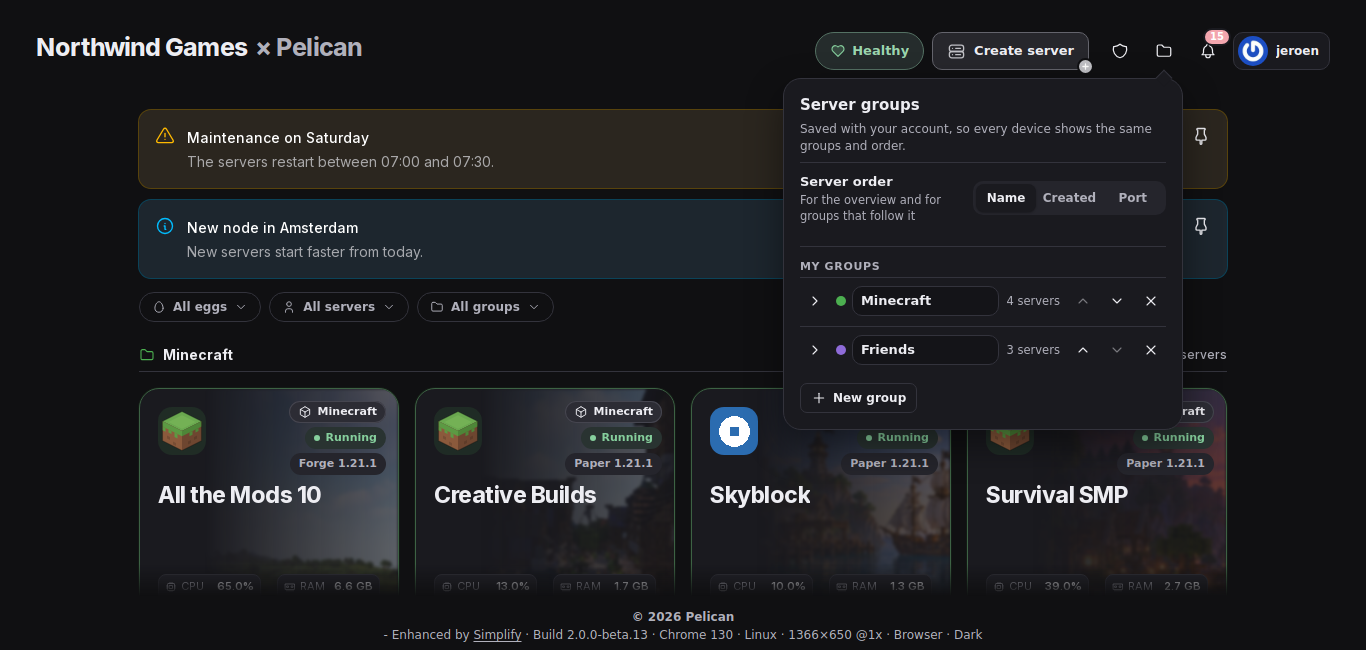 Northwind Games × Pelican
Healthy
Create server
15
jeroen
Server groups
Saved with your account, so every device shows the same
groups and order.
Server order
For the overview and for
groups that follow it
Name
Created
Port
MY GROUPS
Minecraft
4 servers
Friends
3 servers
New group
Maintenance on Saturday
The servers restart between 07:00 and 07:30.
New node in Amsterdam
New servers start faster from today.
All eggs
All servers
All groups
Minecraft
servers
Minecraft
Running
Forge 1.21.1
All the Mods 10
CPU 65.0%
RAM 6.6 GB
Minecraft
Running
Paper 1.21.1
Creative Builds
CPU 13.0%
RAM 1.7 GB
Running
Paper 1.21.1
Skyblock
CPU 10.0%
RAM 1.3 GB
raft
Running
Paper 1.21.1
Survival SMP
CPU 39.0%
RAM 2.7 GB
© 2026 Pelican
- Enhanced by Simplify · Build 2.0.0-beta.13 · Chrome 130 · Linux · 1366×650 @1x · Browser · Dark